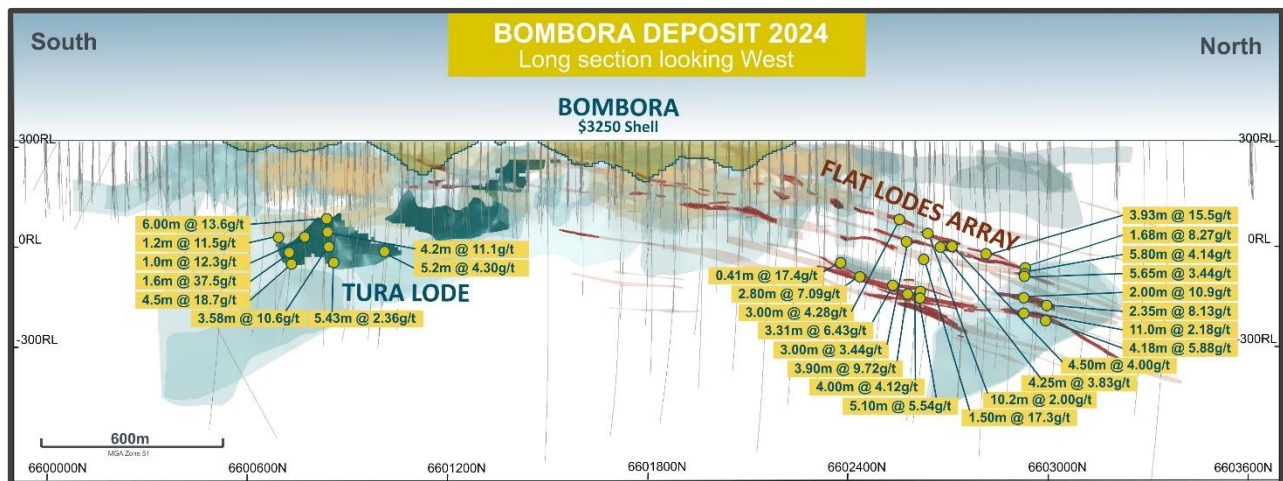 BOMBORA DEPOSIT 2024
Long section looking West
South
North
BOMBORA
$3250 Shell
300RL
300RL
FLAT LODES ARRAY
6.00m @ 13.6g/t
1.2m @ 11.5g/t
1.0m @ 12.3g/t
1.6m @ 37.5g/t
4.5m @ 18.7g/t
3.58m @ 10.6g/t
5.43m @ 2.36g/t
4.2m @ 11.1g/t
5.2m @ 4.30g/t
TURA LODE
0RL
0RL
-300RL
-300RL
0.41m @ 17.4g/t
2.80m @ 7.09g/t
3.00m @ 4.28g/t
3.31m @ 6.43g/t
3.00m @ 3.44g/t
3.90m @ 9.72g/t
4.00m @ 4.12g/t
5.10m @ 5.54g/t
1.50m @ 17.3g/t
10.2m @ 2.00g/t
4.25m @ 3.83g/t
4.50m @ 4.00g/t
3.93m @ 15.5g/t
1.68m @ 8.27g/t
5.80m @ 4.14g/t
5.65m @ 3.44g/t
2.00m @ 10.9g/t
2.35m @ 8.13g/t
11.0m @ 2.18g/t
4.18m @ 5.88g/t
600m
MGA Zone 51
6600000N
6600600N
6601200N
6601800N
6602400N
6603000N
6603600N